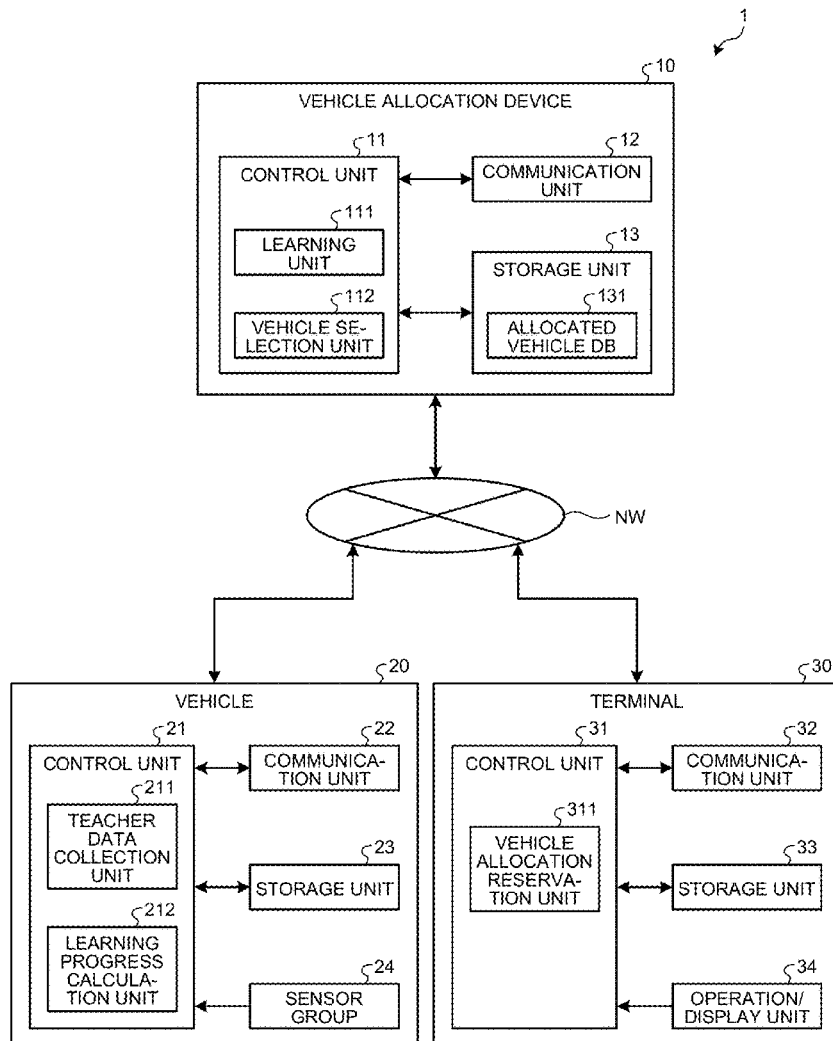 1
10
VEHICLE ALLOCATION DEVICE
11
CONTROL UNIT
12
COMMUNICATION
UNIT
111
LEARNING
UNIT
13
STORAGE UNIT
112
VEHICLE SE-
LECTION UNIT
131
ALLOCATED
VEHICLE DB
NW
20
VEHICLE
21
CONTROL UNIT
22
COMMUNICA-
TION UNIT
211
TEACHER
DATA
COLLECTION
UNIT
23
STORAGE UNIT
212
LEARNING
PROGRESS
CALCULA-
TION UNIT
24
SENSOR
GROUP
30
TERMINAL
31
CONTROL UNIT
32
COMMUNICA-
TION UNIT
311
VEHICLE
ALLOCATION
RESERVA-
TION UNIT
33
STORAGE UNIT
34
OPERATION/
DISPLAY UNIT